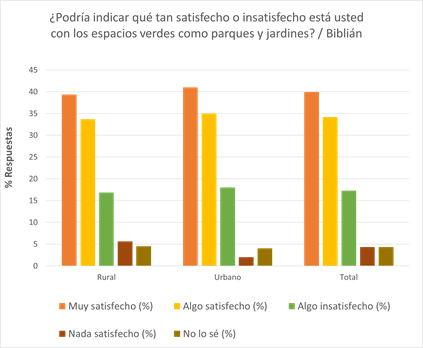 ¿Podría indicar qué tan satisfecho o insatisfecho está usted
con los espacios verdes como parques y jardines? / Biblián
45
40
35
30
25
20
15
10
5
0
% Respuestas
Rural Urbano Total
Muy satisfecho (%) Algo satisfecho (%) Algo insatisfecho (%)
Nada satisfecho (%) No lo sé (%)